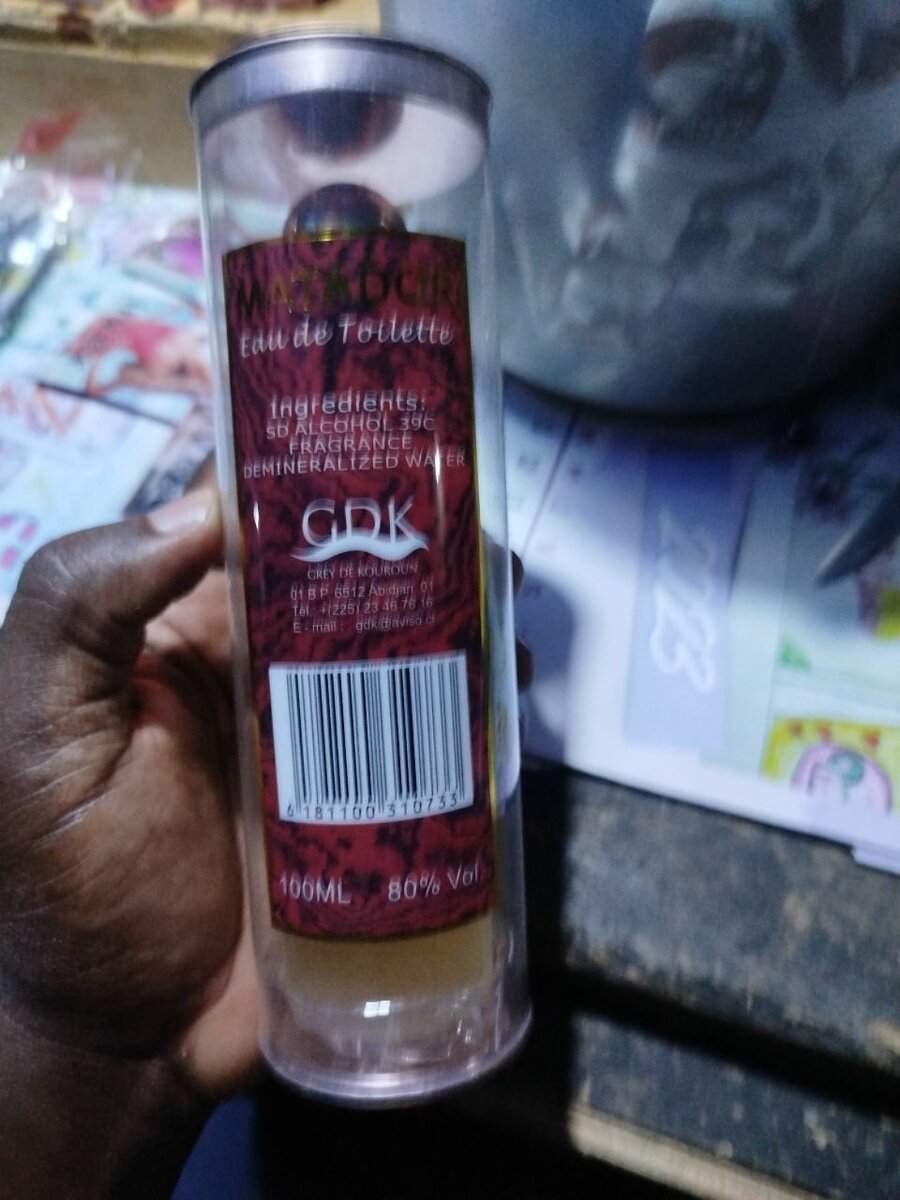 MATADOR
Eau de Toilette
Ingredients:
SD ALCOHOL 39C
FRAGRANCE
DEMINERALIZED WATER
GDK
GREY DE KOUROUN
01 B.P. 6512 Abidjan 01
Tél : +(225) 23 46 76 16
E - mail : gdk@aviso.ci
6 181100 310733
100ML 80% Vol.